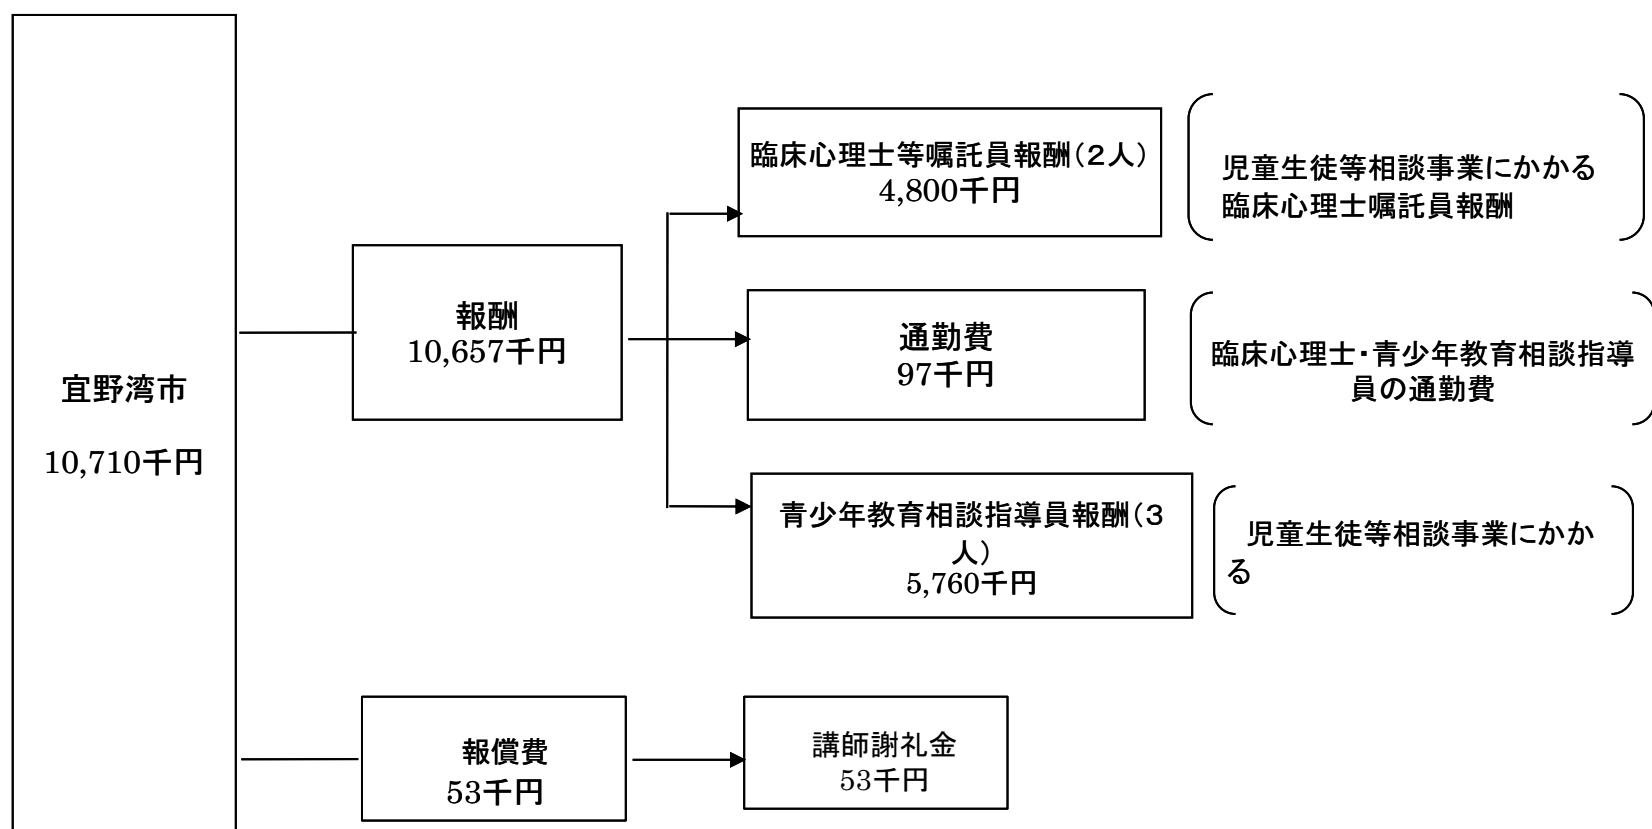 宜野湾市
10,710千円
報酬
10,657千円
臨床心理士等嘱託員報酬(2人)
4,800千円
児童生徒等相談事業にかかる
臨床心理士嘱託員報酬
通勤費
97千円
臨床心理士・青少年教育相談指導
員の通勤費
青少年教育相談指導員報酬(3
人)
5,760千円
児童生徒等相談事業にかか
る
報償費
53千円
講師謝礼金
53千円